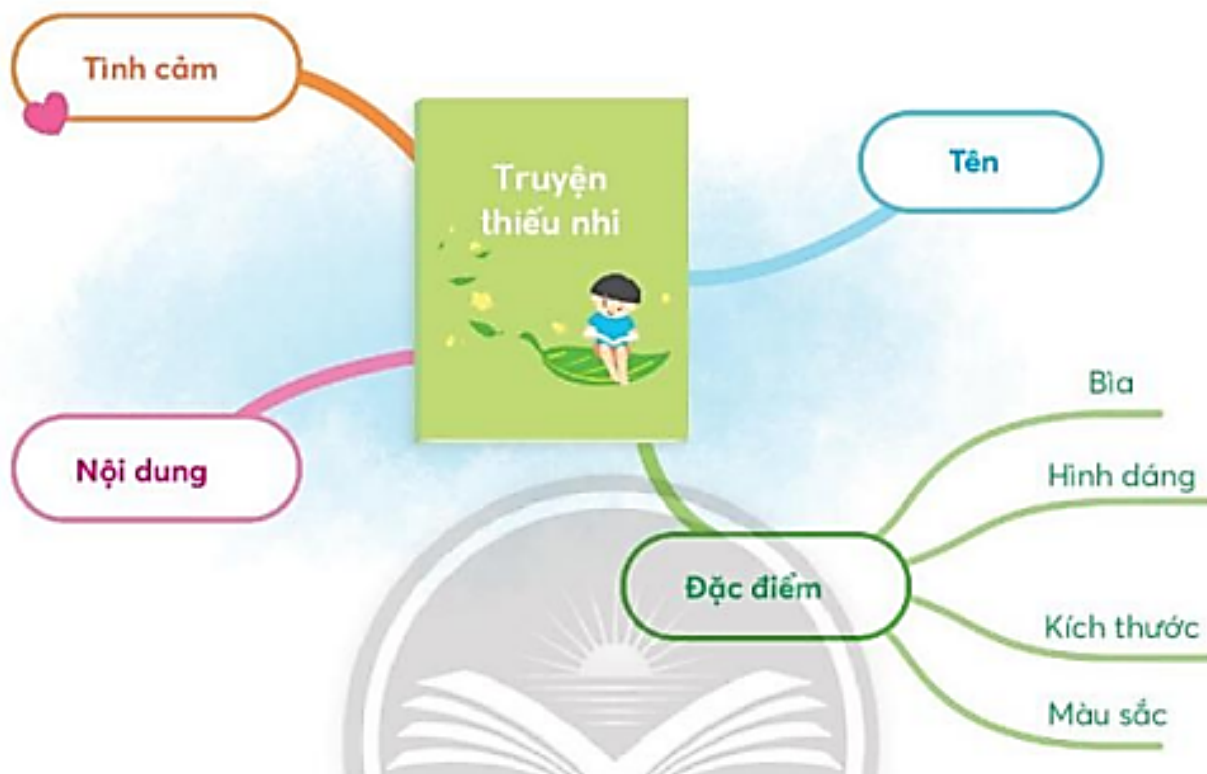 Tình cảm
Truyện
thiếu nhi
Tên
Nội dung
Đặc điểm
Bìa
Hình dáng
Kích thước
Màu sắc